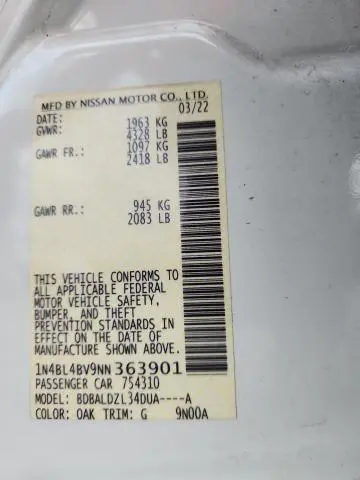 MFD BY NISSAN MOTOR CO., LTD.
DATE: 03/22
GVWR: 1963 KG
4328 LB
GAWR FR.: 1097 KG
2418 LB
GAWR RR.: 945 KG
2083 LB
THIS VEHICLE CONFORMS TO
ALL APPLICABLE FEDERAL
MOTOR VEHICLE SAFETY,
BUMPER, AND THEFT
PREVENTION STANDARDS IN
EFFECT ON THE DATE OF
MANUFACTURE SHOWN ABOVE.
1N4BL4BV9NN363901
PASSENGER CAR 754310
MODEL: BDBALDZL34DUA----A
COLOR: QAK TRIM: G 9N00A